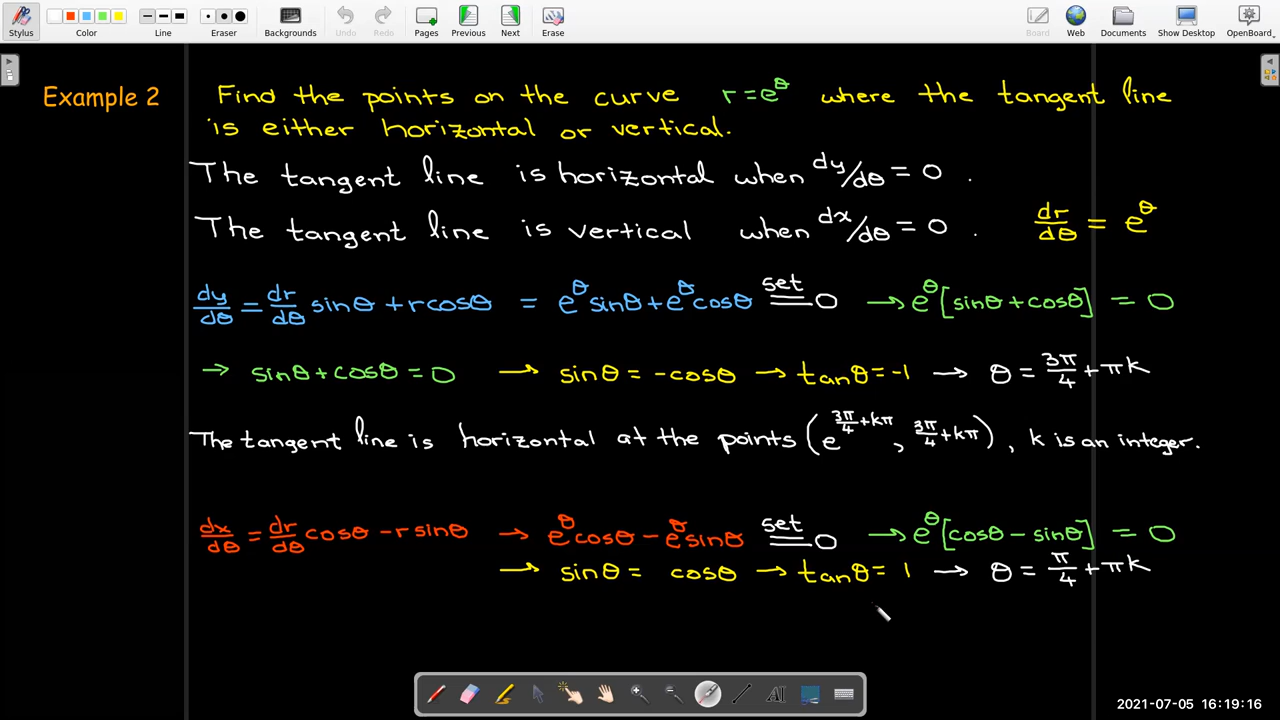 Stylus Color Line Eraser Backgrounds Undo Redo Pages Previous Next Erase Board Web Documents Show Desktop OpenBoard
Example 2 Find the points on the curve r = e^θ where the tangent line
is either horizontal or vertical.
The tangent line is horizontal when dy/dθ = 0 .
The tangent line is vertical when dx/dθ = 0 . dr/dθ = e^θ
dy/dθ = dr/dθ sinθ + r cosθ = e^θ sinθ + e^θ cosθ set = 0 → e^θ [sinθ + cosθ] = 0
→ sinθ + cosθ = 0 → sinθ = -cosθ → tanθ = -1 → θ = 3π/4 + πk
The tangent line is horizontal at the points (e^(3π/4 + kπ), 3π/4 + kπ), k is an integer.
dx/dθ = dr/dθ cosθ - r sinθ → e^θ cosθ - e^θ sinθ set = 0 → e^θ [cosθ - sinθ] = 0
→ sinθ = cosθ → tanθ = 1 → θ = π/4 + πk
AI
2021-07-05 16:19:16